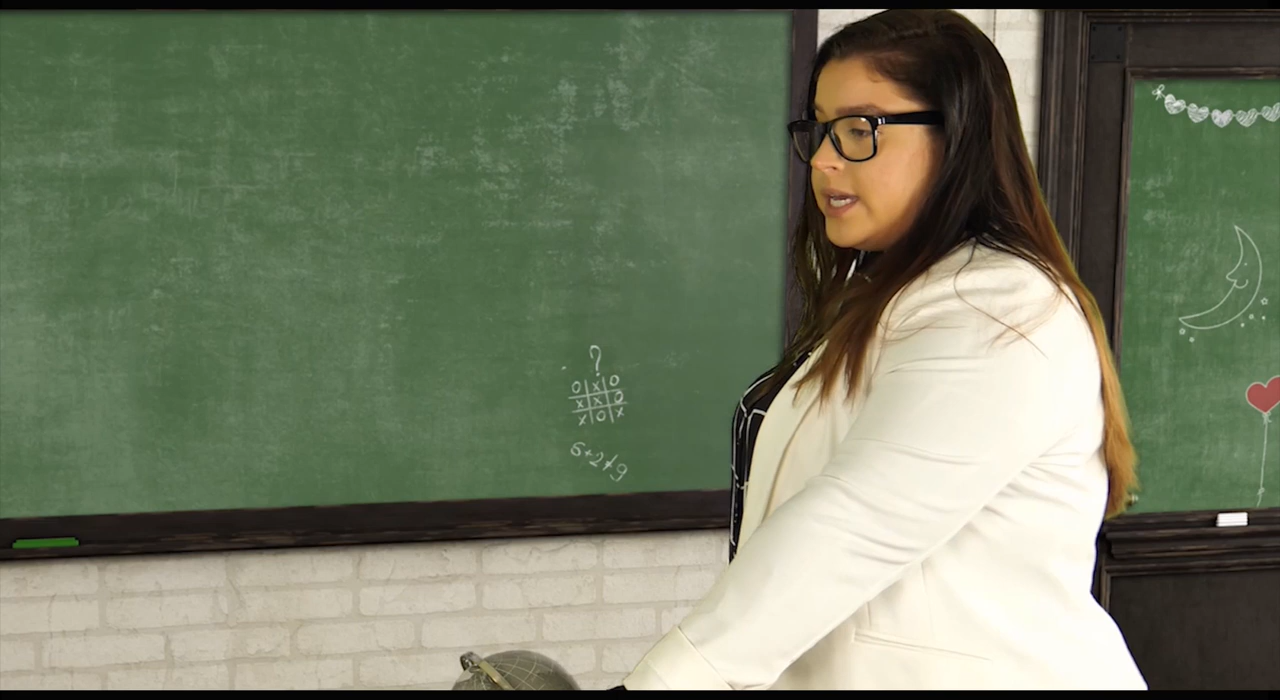 ?
O X O
X X O
X O X
6+2+9